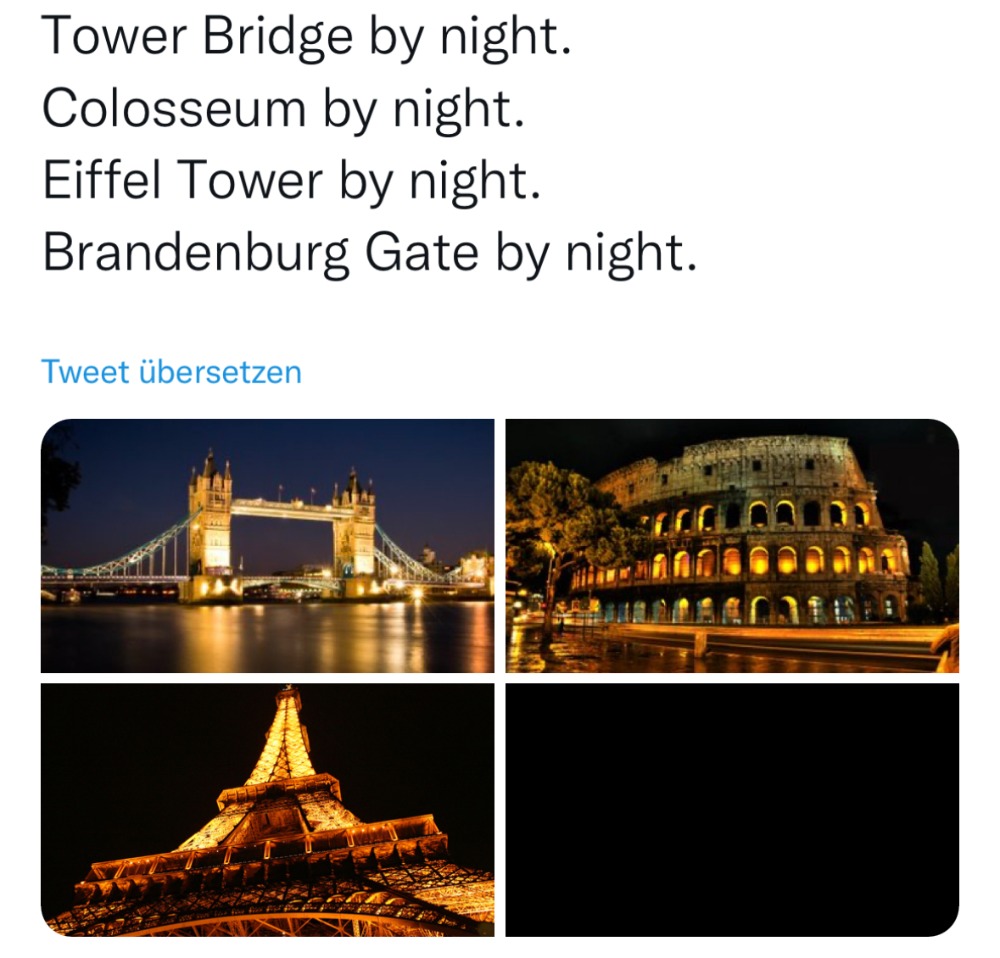 Tower Bridge by night.
Colosseum by night.
Eiffel Tower by night.
Brandenburg Gate by night.
Tweet übersetzen